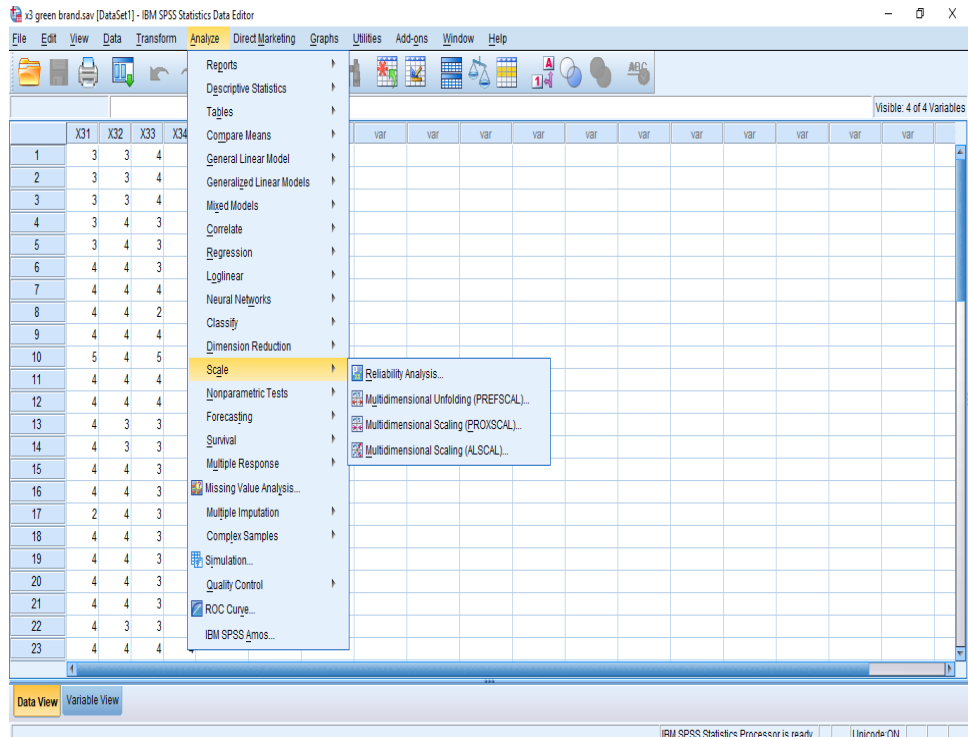 x3 green brand.sav [DataSet1] - IBM SPSS Statistics Data Editor
File Edit View Data Transform Analyze Direct Marketing Graphs Utilities Add-ons Window Help
Visible: 4 of 4 Variables
X31 X32 X33 X34 var var var var var var var var var var var
1 3 3 4
2 3 3 4
3 3 3 4
4 3 4 3
5 3 4 3
6 4 4 3
7 4 4 4
8 4 4 2
9 4 4 4
10 5 4 5
11 4 4 4
12 4 4 4
13 4 3 3
14 4 3 3
15 4 4 3
16 4 4 3
17 2 4 3
18 4 4 3
19 4 4 3
20 4 4 3
21 4 4 3
22 4 3 3
23 4 4 4
Reports
Descriptive Statistics
Tables
Compare Means
General Linear Model
Generalized Linear Models
Mixed Models
Correlate
Regression
Loglinear
Neural Networks
Classify
Dimension Reduction
Scale
Nonparametric Tests
Forecasting
Survival
Multiple Response
Missing Value Analysis...
Multiple Imputation
Complex Samples
Simulation...
Quality Control
ROC Curve...
IBM SPSS Amos...
Reliability Analysis...
Multidimensional Unfolding (PREFSCAL)...
Multidimensional Scaling (PROXSCAL)...
Multidimensional Scaling (ALSCAL)...
Data View Variable View
IBM SPSS Statistics Processor is ready Unicode:ON